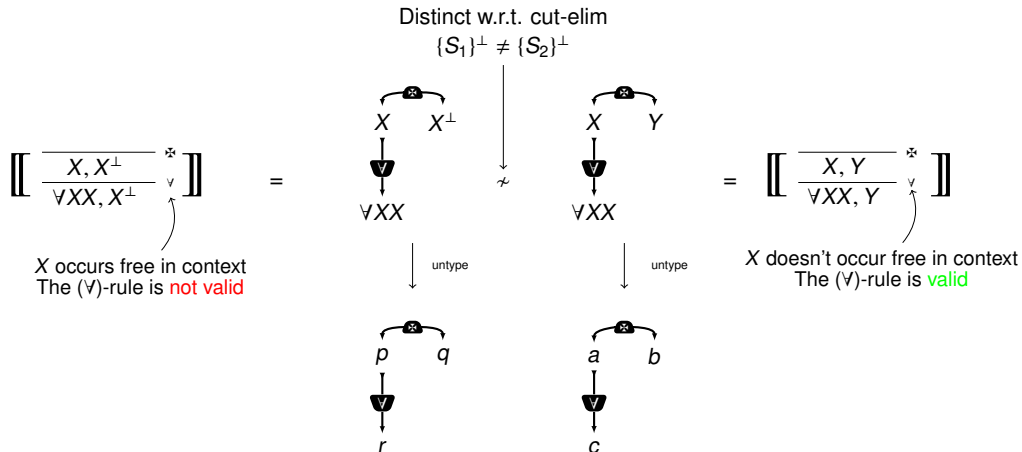 Distinct w.r.t. cut-elim
{S₁}^⊥ ≠ {S₂}^⊥
✠ ✠
X X^⊥ X Y
⟦ X, X^⊥ ✠ ⟧ = ∀ ≁ ∀ = ⟦ X, Y ✠ ⟧
∀XX, X^⊥ ∀ ∀XX, Y ∀
∀XX ∀XX
X occurs free in context
The (∀)-rule is not valid
untype untype
X doesn't occur free in context
The (∀)-rule is valid
✠ ✠
p q a b
∀ ∀
r c